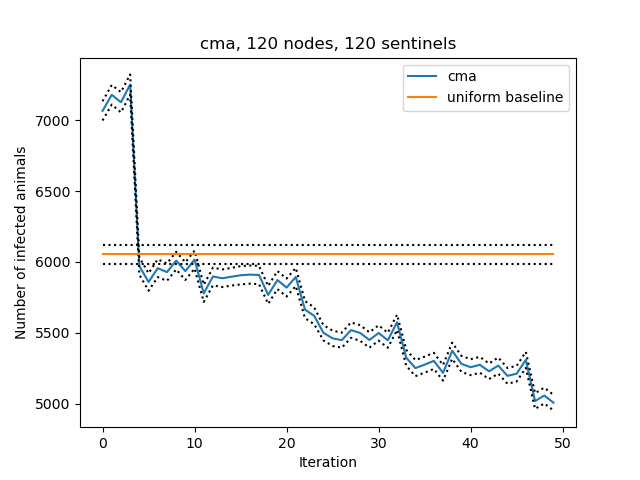 cma, 120 nodes, 120 sentinels
cma
uniform baseline
Number of infected animals
7000
6500
6000
5500
5000
0 10 20 30 40 50
Iteration